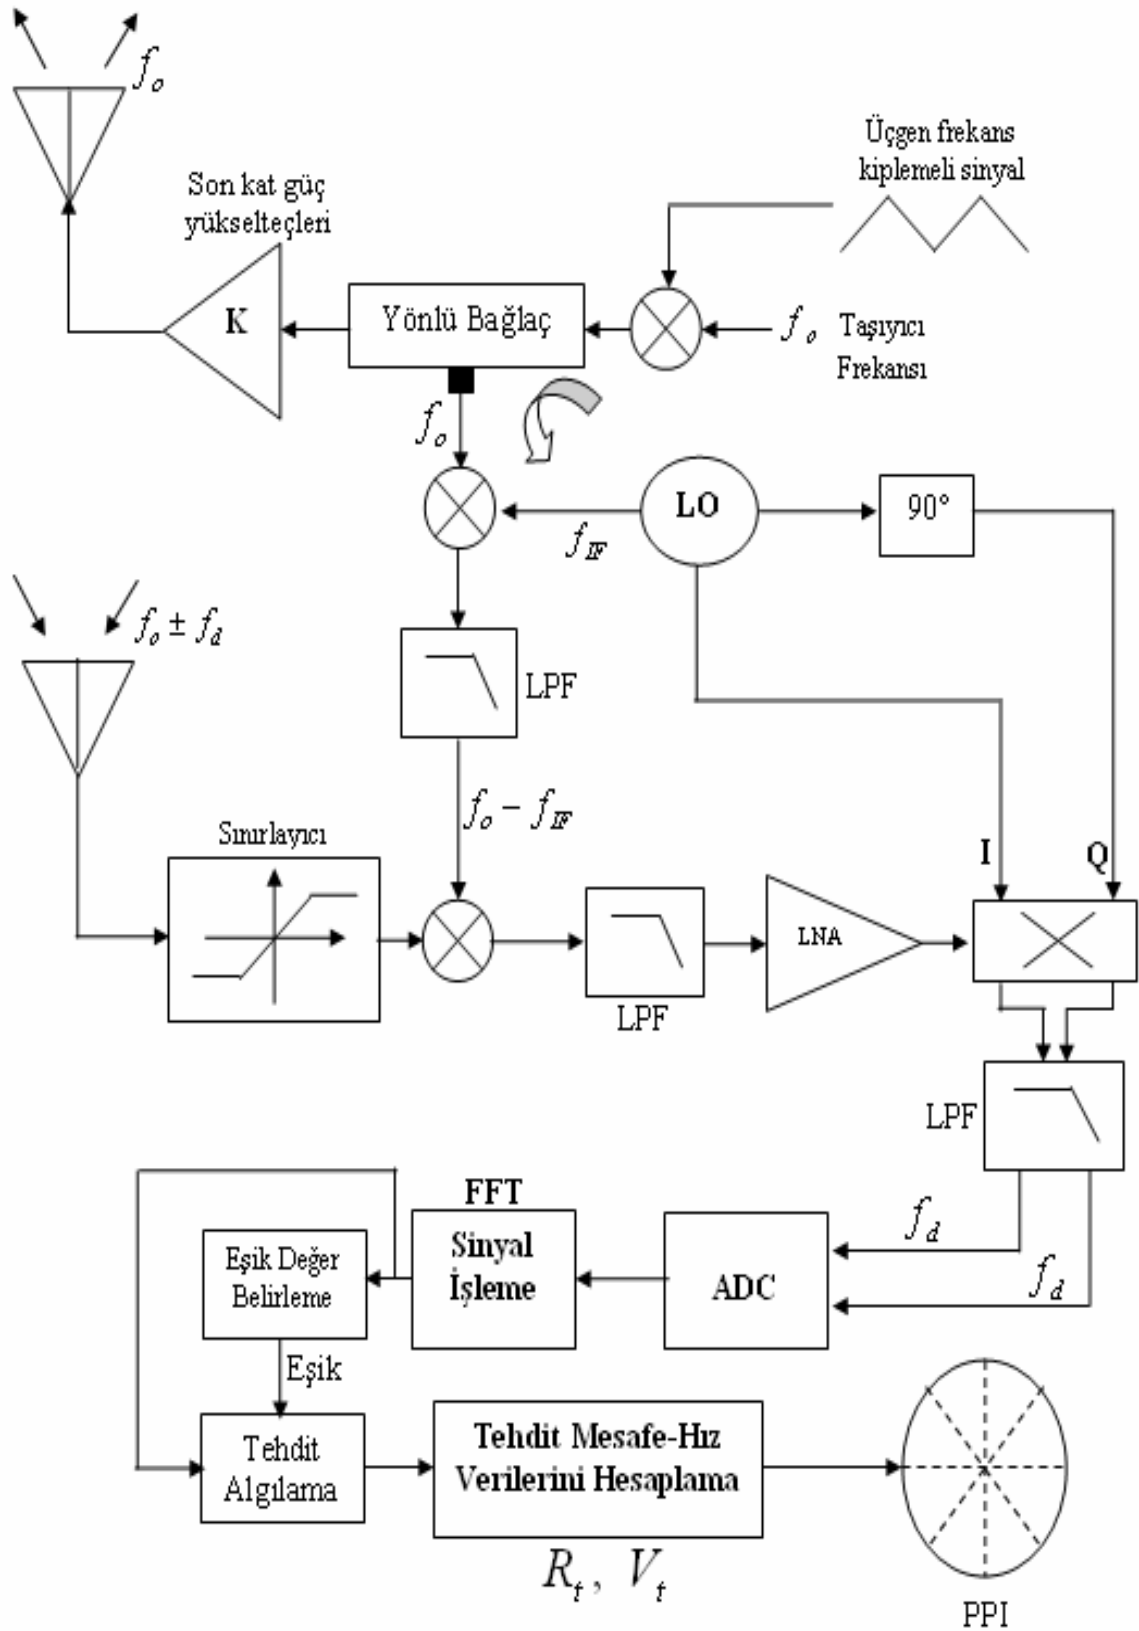 f_o
Üçgen frekans
kiplemeli sinyal
Son kat güç
yükselteçleri
K
Yönlü Bağlaç
f_o Taşıyıcı
Frekansı
f_o
LO
90°
f_IF
f_o ± f_d
LPF
f_o − f_IF
Sınırlayıcı
I
Q
LNA
LPF
LPF
FFT
Sinyal
İşleme
Eşik Değer
Belirleme
ADC
f_d
f_d
Eşik
Tehdit
Algılama
Tehdit Mesafe-Hız
Verilerini Hesaplama
R_t , V_t
PPI